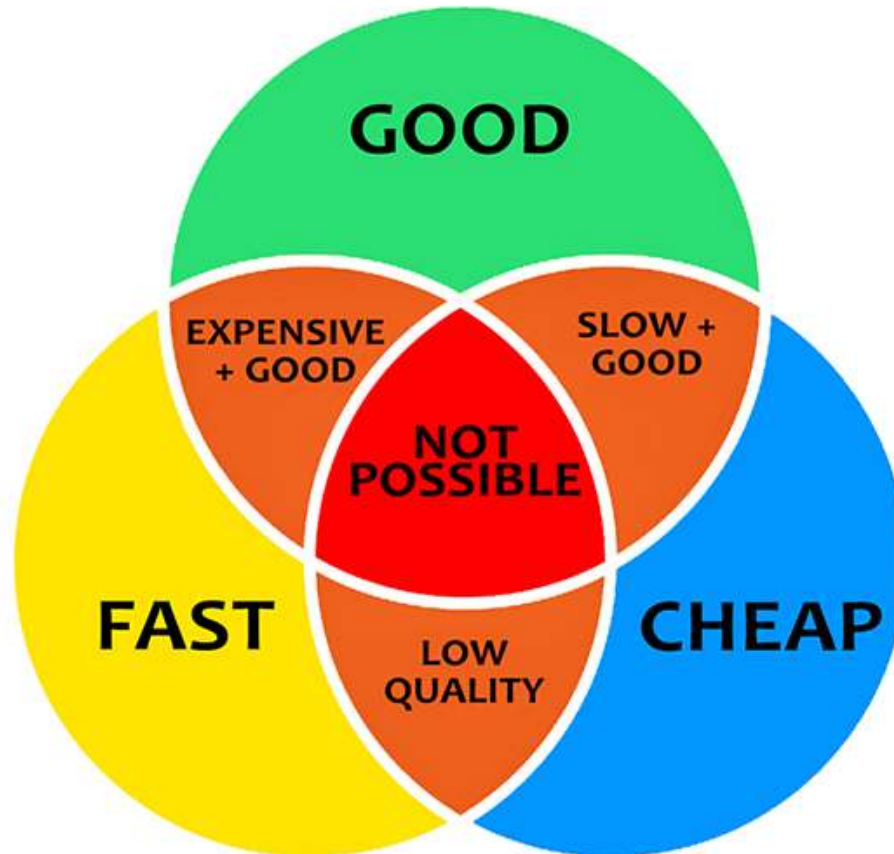 GOOD
EXPENSIVE
+ GOOD
SLOW +
GOOD
NOT
POSSIBLE
FAST
CHEAP
LOW
QUALITY